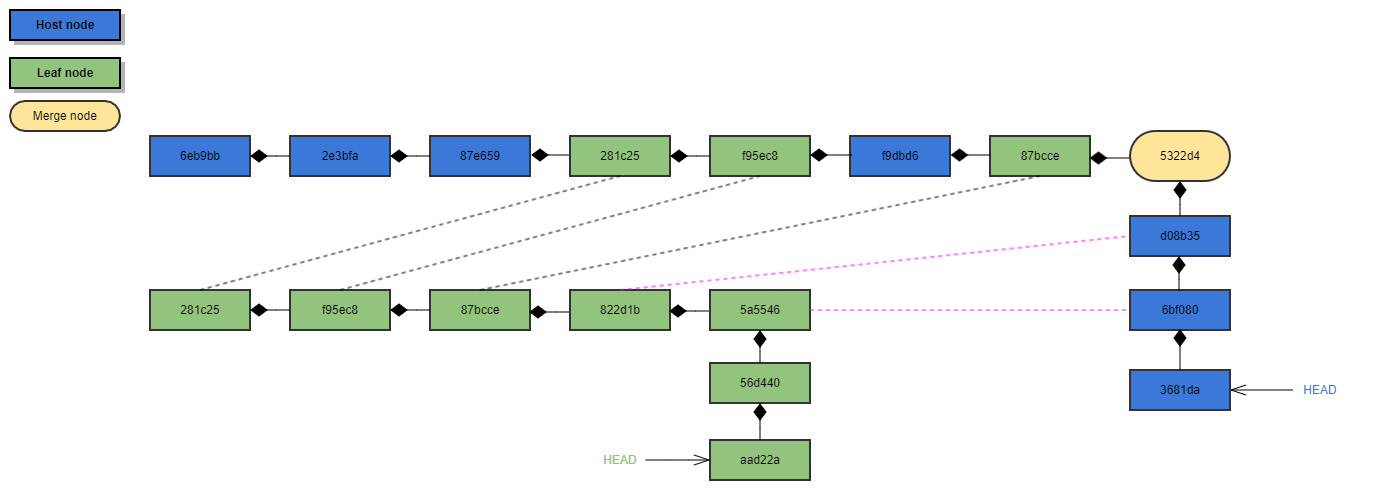 Host node
Leaf node
Merge node
6eb9bb
2e3bfa
87e659
281c25
f95ec8
f9dbd6
87bcce
5322d4
d08b35
281c25
f95ec8
87bcce
822d1b
5a5546
6bf080
56d440
3681da
HEAD
HEAD
aad22a